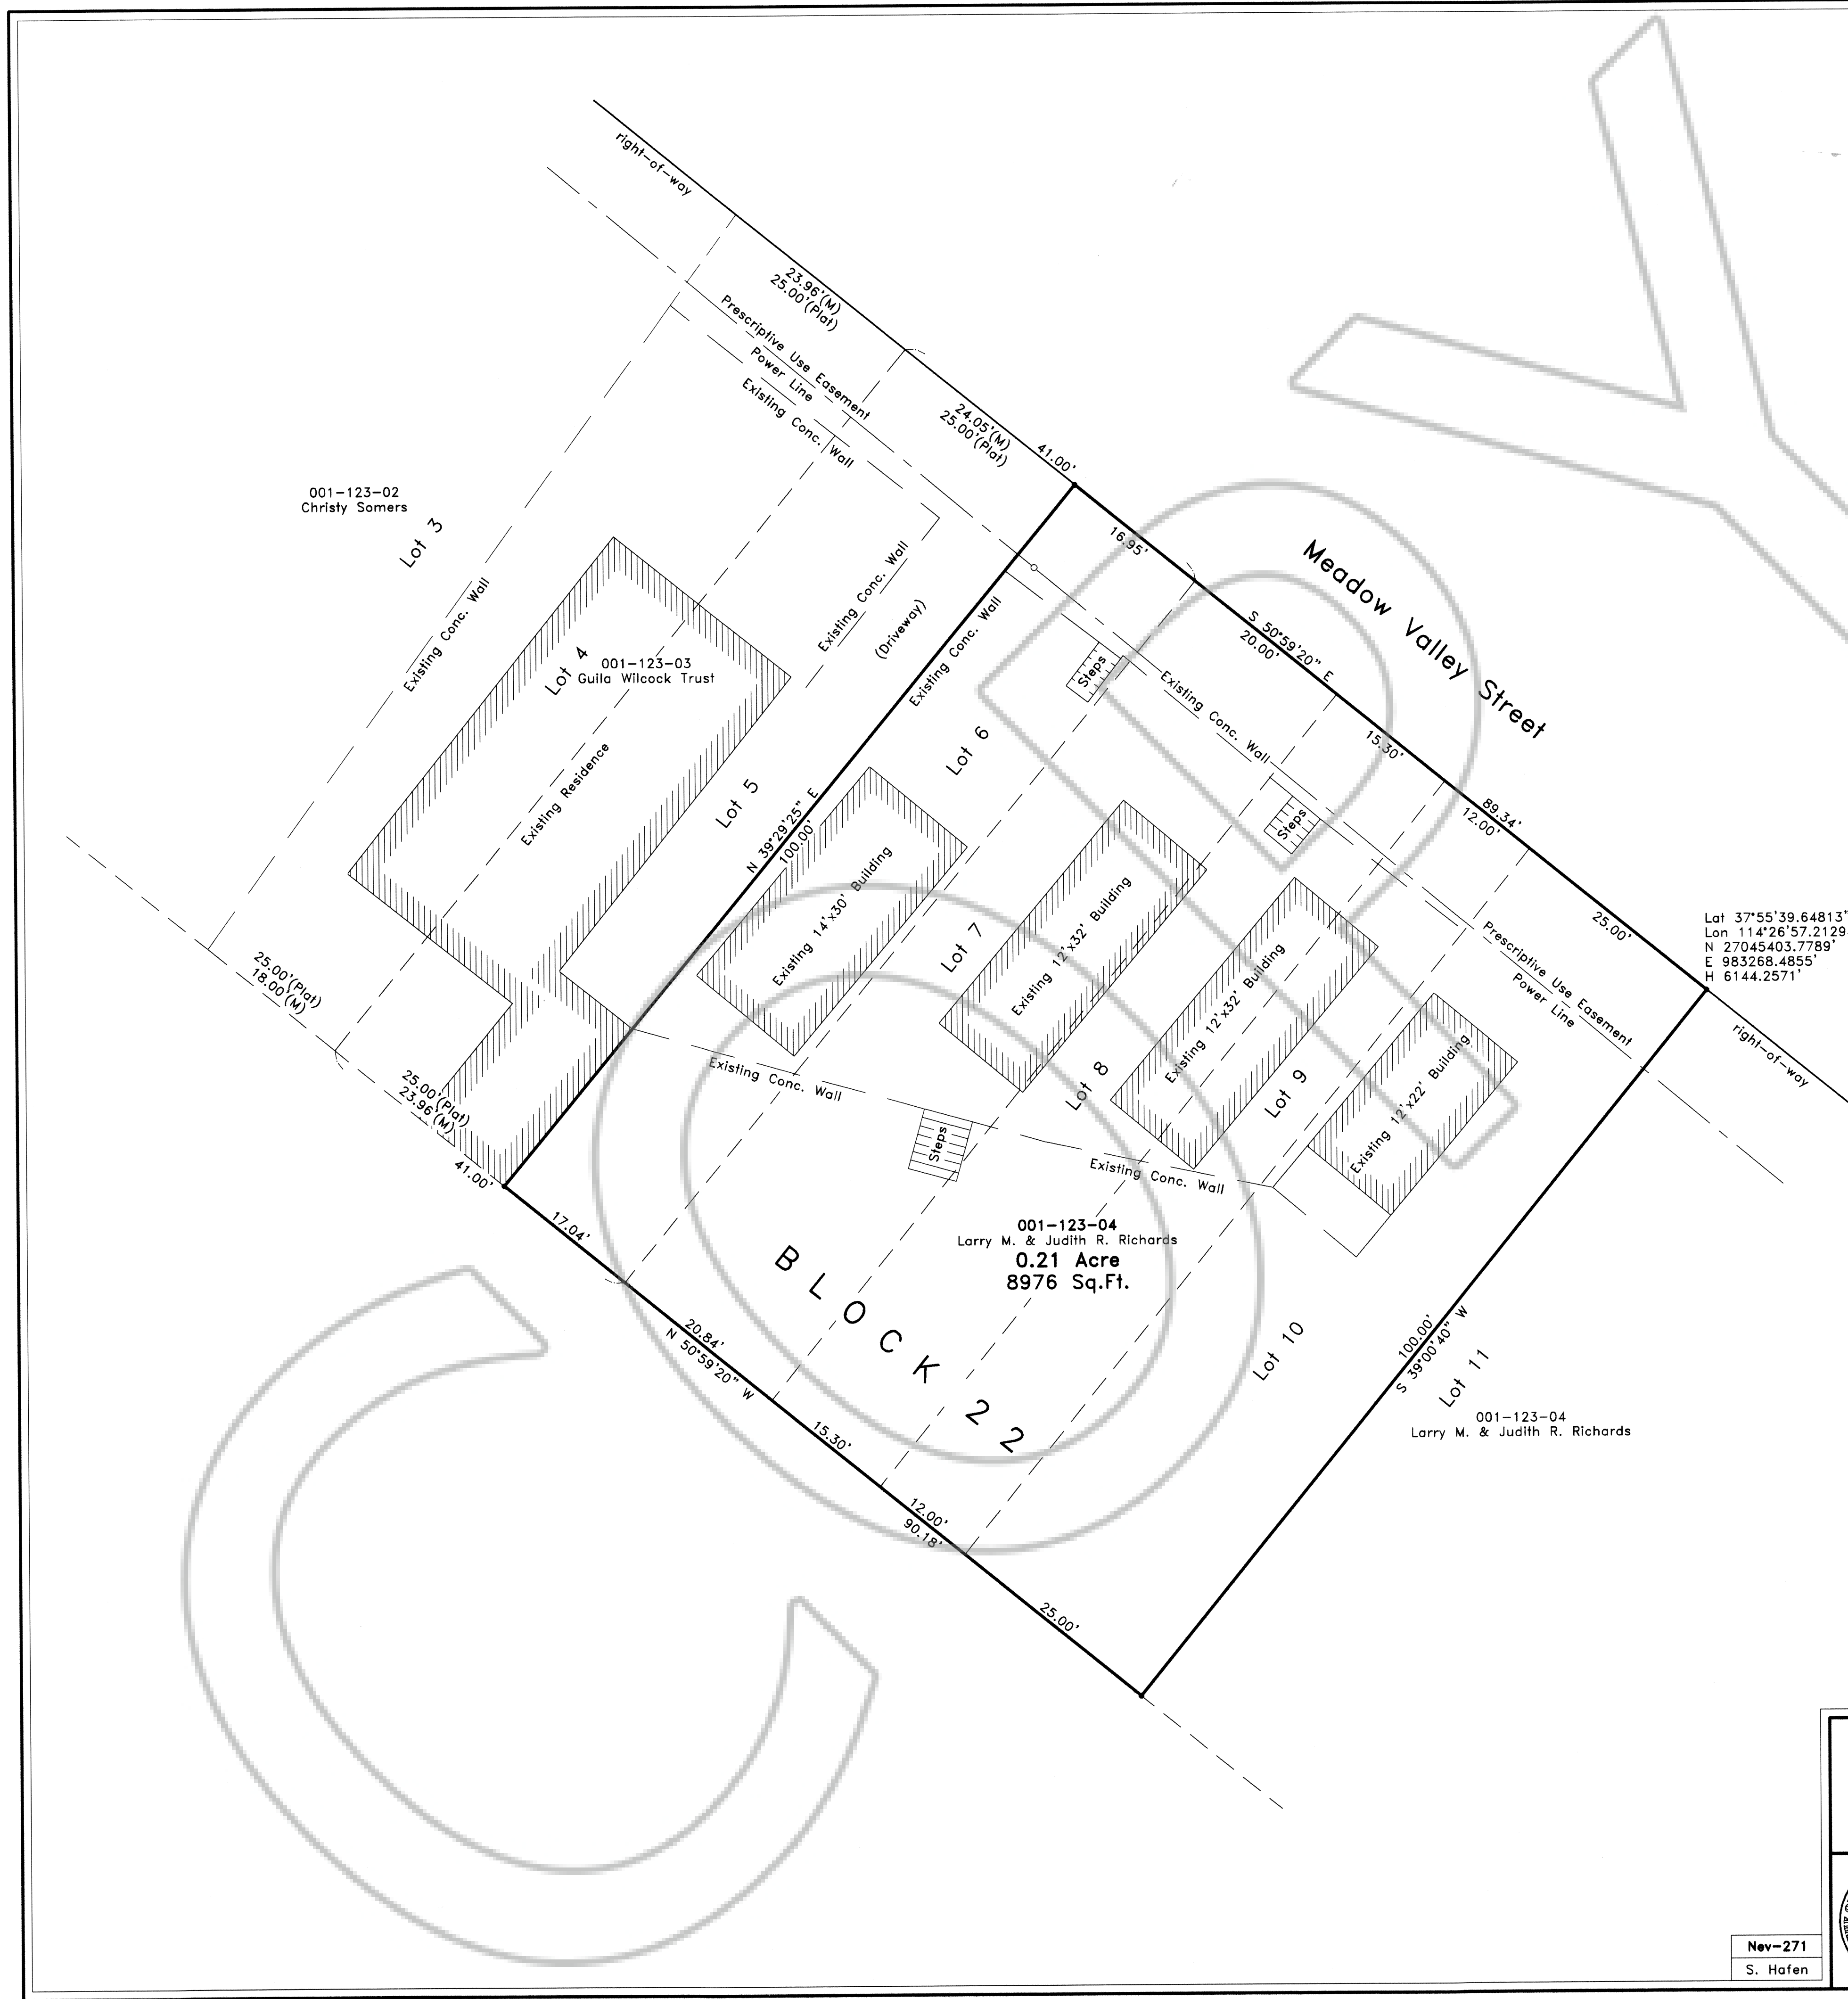 right-of-way
23.96'(M)
25.00'(Plat)
Prescriptive Use Easement
Power Line
Existing Conc. Wall
24.05'(M)
25.00'(Plat)
41.00'
001-123-02
Christy Somers
Lot 3
Existing Conc. Wall
Lot 4
001-123-03
Guila Wilcock Trust
Existing Residence
Existing Conc. Wall
(Driveway)
Existing Conc. Wall
Lot 5
N 39°29'25" E
100.00'
16.95'
S 50°59'20" E
20.00'
Meadow Valley Street
15.30'
89.34'
12.00'
25.00'
Steps
Existing Conc. Wall
Steps
Lot 6
Existing 14'x30' Building
Lot 7
Existing 12'x32' Building
Lot 8
Existing 12'x32' Building
Lot 9
Existing 12'x22' Building
Prescriptive Use Easement
Power Line
Lat 37°55'39.64813"
Lon 114°26'57.2129
N 27045403.7789'
E 983268.4855'
H 6144.2571'
right-of-way
25.00'(Plat)
18.00'(M)
25.00'(Plat)
23.96'(M)
41.00'
Existing Conc. Wall
Steps
Existing Conc. Wall
17.04'
001-123-04
Larry M. & Judith R. Richards
0.21 Acre
8976 Sq.Ft.
BLOCK 22
20.84'
N 50°59'20" W
15.30'
12.00'
90.18'
25.00'
Lot 10
100.00'
S 39°00'40" W
Lot 11
001-123-04
Larry M. & Judith R. Richards
COPY
Nev-271
S. Hafen